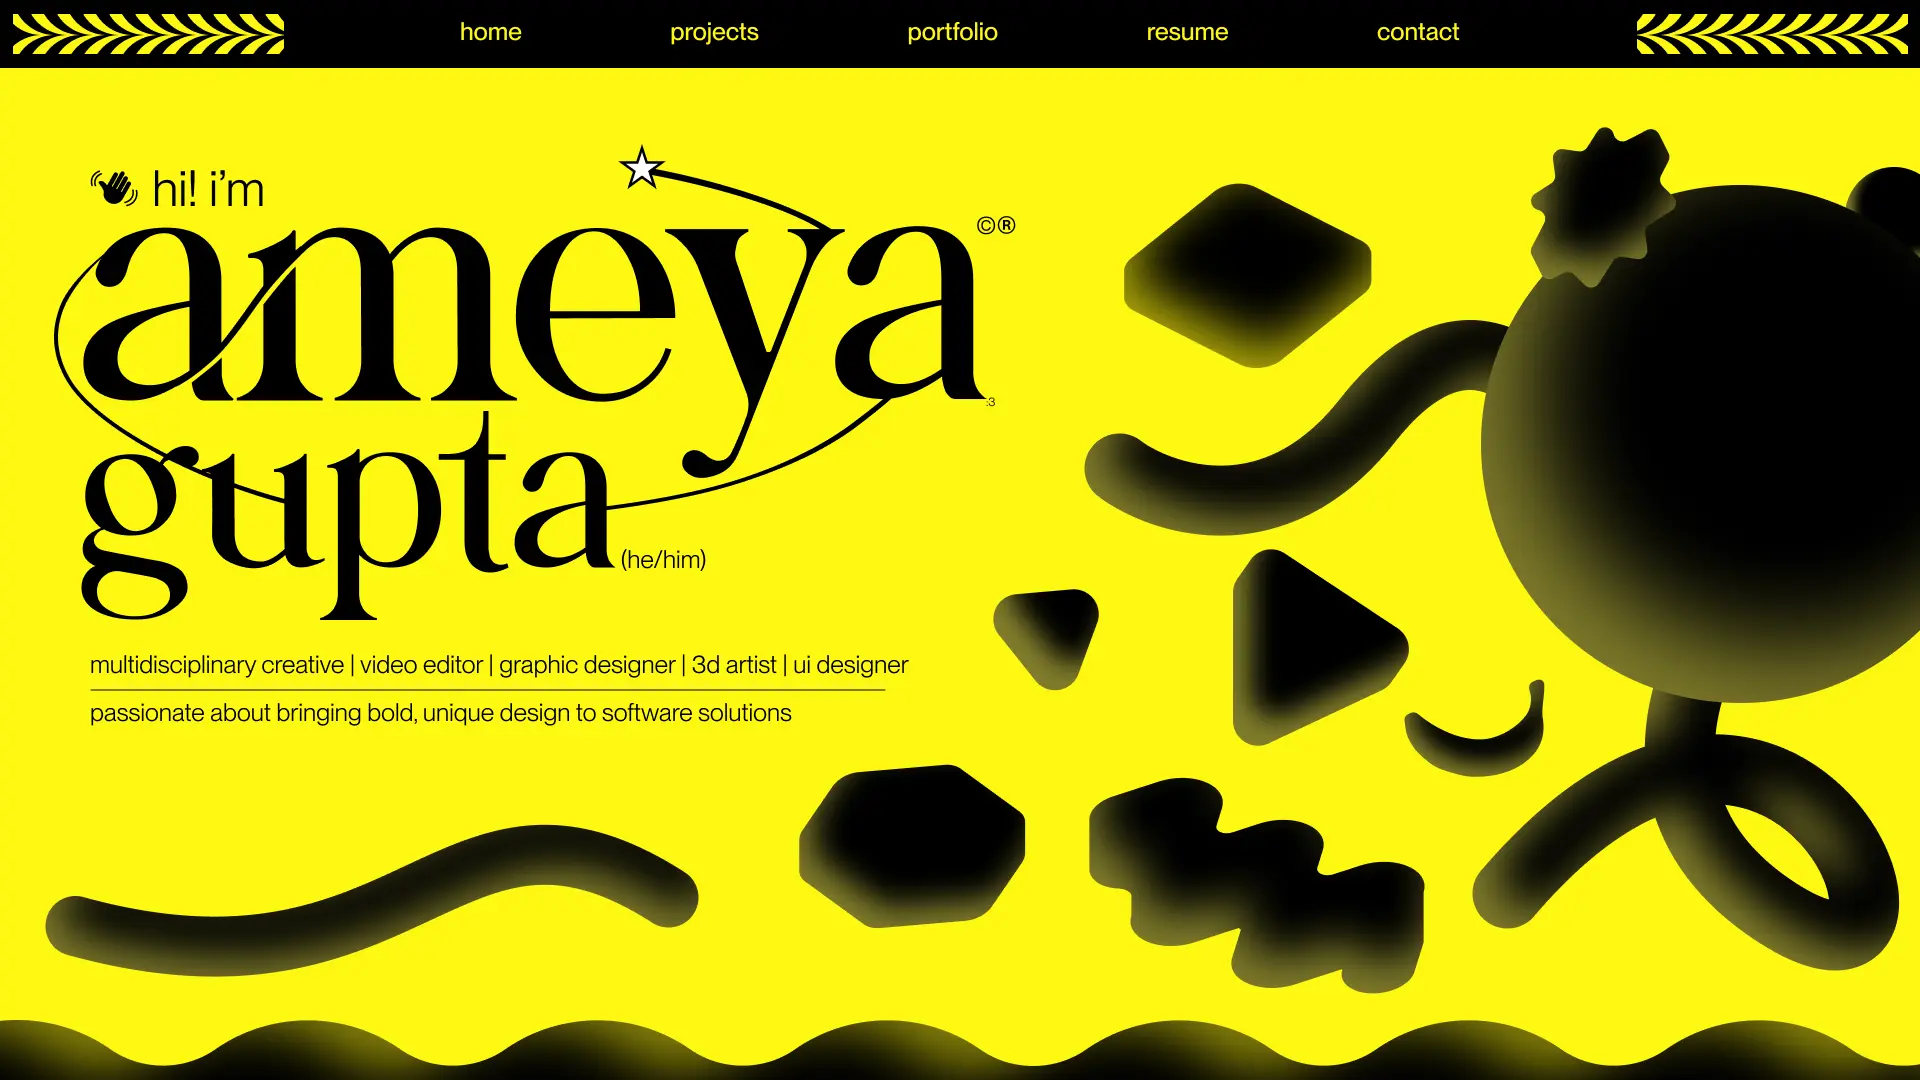 home projects portfolio resume contact
hi! i’m
ameya ©®
:3
gupta (he/him)
multidisciplinary creative | video editor | graphic designer | 3d artist | ui designer
passionate about bringing bold, unique design to software solutions